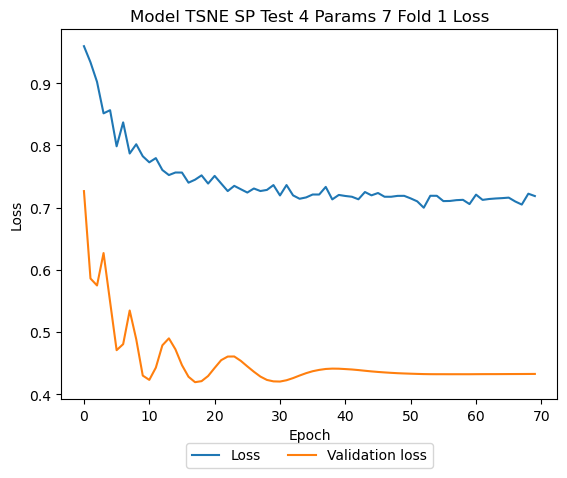 Model TSNE SP Test 4 Params 7 Fold 1 Loss
Loss
0.9
0.8
0.7
0.6
0.5
0.4
0 10 20 30 40 50 60 70
Epoch
Loss Validation loss